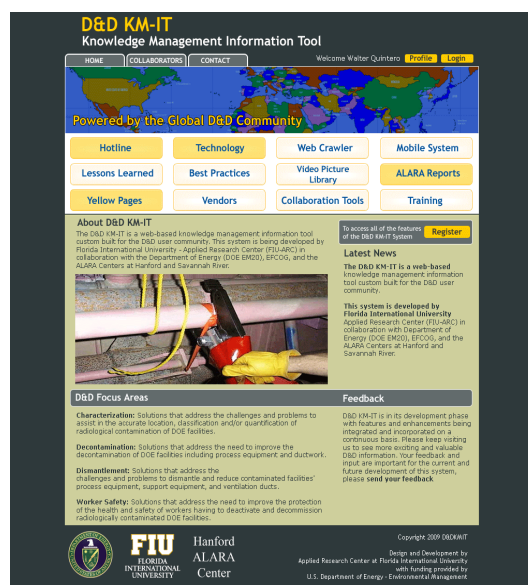 D&D KM-IT
Knowledge Management Information Tool
HOME
COLLABORATORS
CONTACT
Welcome Walter Quintero
Profile
Login
Powered by the Global D&D Community
Hotline
Technology
Web Crawler
Mobile System
Lessons Learned
Best Practices
Video Picture
Library
ALARA Reports
Yellow Pages
Vendors
Collaboration Tools
Training
About D&D KM-IT
The D&D KM-IT is a web-based knowledge management information tool
custom built for the D&D user community. This system is being developed by
Florida International University - Applied Research Center (FIU-ARC) in
collaboration with the Department of Energy (DOE EM20), EFCOG, and the
ALARA Centers at Hanford and Savannah River.
To access all of the features
of the D&D KM-IT System
Register
Latest News
The D&D KM-IT is a web-based
knowledge management information
tool custom built for the D&D user
community.
This system is developed by
Florida International University
Applied Research Center (FIU-ARC) in
collaboration with Department of
Energy (DOE EM20), EFCOG, and the
ALARA Centers at Hanford and
Savannah River.
D&D Focus Areas
Characterization: Solutions that address the challenges and problems to
assist in the accurate location, classification and/or quantification of
radiological contamination of DOE facilities.
Decontamination: Solutions that address the need to improve the
decontamination of DOE facilities including process equipment and ductwork.
Dismantlement: Solutions that address the
challenges and problems to dismantle and reduce contaminated facilities'
process equipment, support equipment, and ventilation ducts.
Worker Safety: Solutions that address the need to improve the protection
of the health and safety of workers having to deactivate and decommission
radiologically contaminated DOE facilities.
Feedback
D&D KM-IT is in its development phase
with features and enhancements being
integrated and incorporated on a
continuous basis. Please keep visiting
us to see more exciting and valuable
D&D information. Your feedback and
input are important for the current and
future development of this system,
please send your feedback
FIU
FLORIDA
INTERNATIONAL
UNIVERSITY
Hanford
ALARA
Center
Copyright 2009 D&DKMIT
Design and Development by
Applied Research Center at Florida International University
with funding provided by
U.S. Department of Energy - Environmental Management